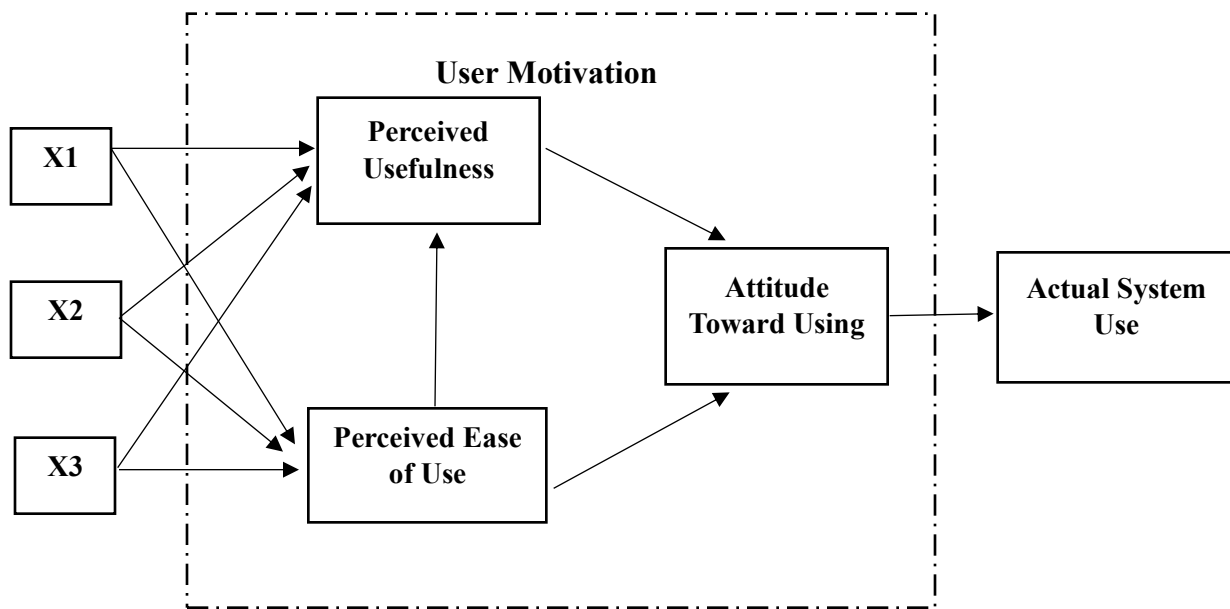 User Motivation
Perceived
Usefulness
X1
X2
X3
Perceived Ease
of Use
Attitude
Toward Using
Actual System
Use